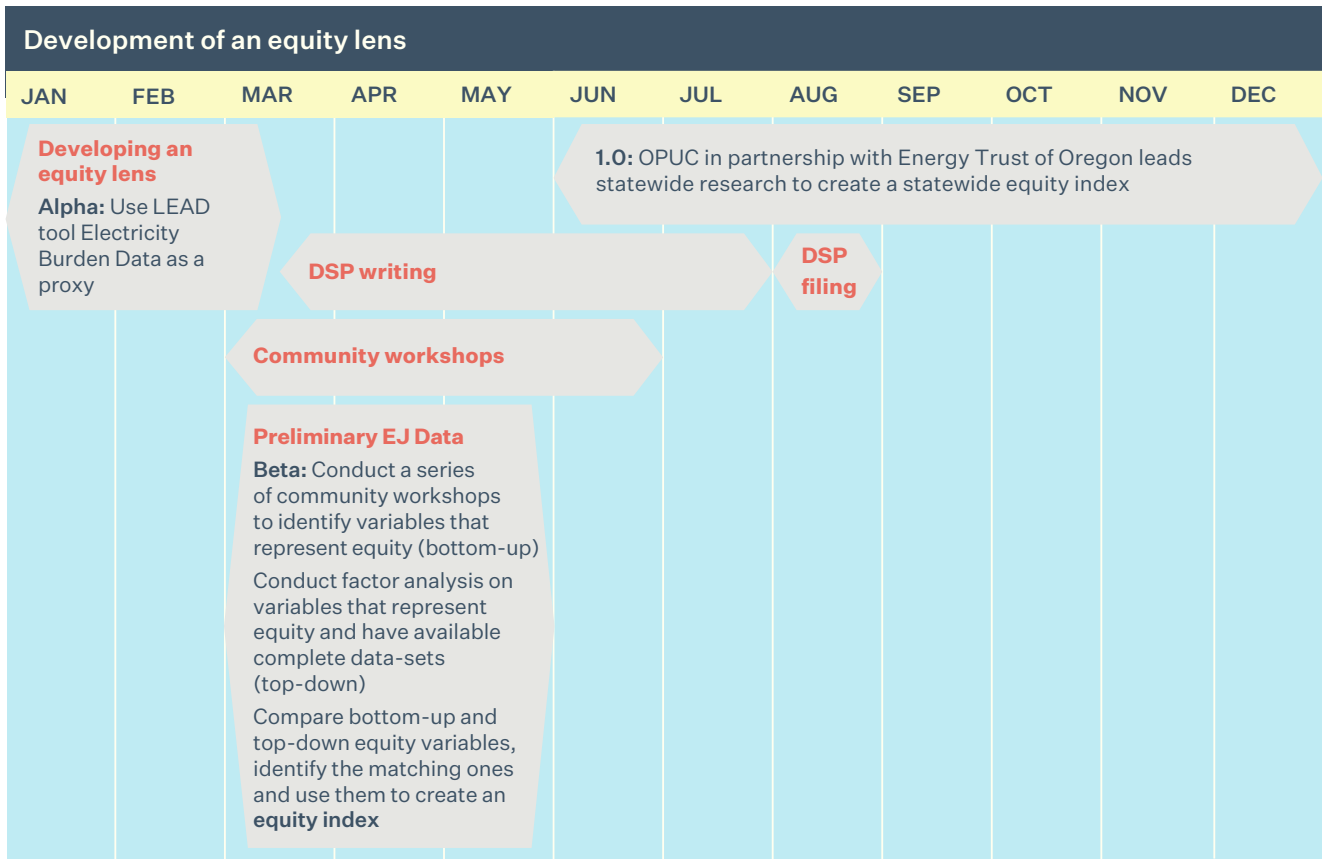 Development of an equity lens
JAN FEB MAR APR MAY JUN JUL AUG SEP OCT NOV DEC
Developing an
equity lens
Alpha: Use LEAD
tool Electricity
Burden Data as a
proxy
1.0: OPUC in partnership with Energy Trust of Oregon leads
statewide research to create a statewide equity index
DSP writing
DSP
filing
Community workshops
Preliminary EJ Data
Beta: Conduct a series
of community workshops
to identify variables that
represent equity (bottom-up)
Conduct factor analysis on
variables that represent
equity and have available
complete data-sets
(top-down)
Compare bottom-up and
top-down equity variables,
identify the matching ones
and use them to create an
equity index